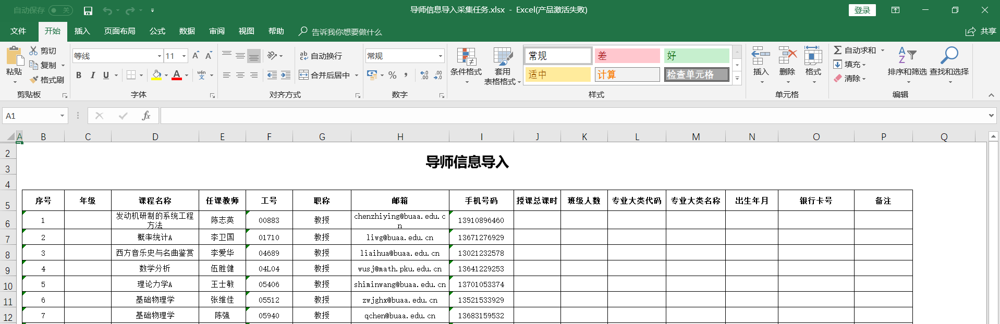 自动保存 关 导师信息导入采集任务.xlsx - Excel(产品激活失败) 登录
文件 开始 插入 页面布局 公式 数据 审阅 视图 帮助 告诉我你想要做什么 共享
粘贴 剪切 复制 格式刷 剪贴板
等线 11 A A B I U A wén 文 字体
ab 自动换行 合并后居中 对齐方式
常规 % , .00 .00 数字
条件格式 套用 表格格式
常规 差 好
适中 计算 检查单元格
样式
插入 删除 格式 单元格
Σ 自动求和 填充 清除 排序和筛选 查找和选择 编辑
A1 fx
A B C D E F G H I J K L M N O P Q
2
3 导师信息导入
4
5 序号 年级 课程名称 任课教师 工号 职称 邮箱 手机号码 授课总课时 班级人数 专业大类代码 专业大类名称 出生年月 银行卡号 备注
6 1 发动机研制的系统工程方法 陈志英 00883 教授 chenzhiying@buaa.edu.cn 13910896460
7 2 概率统计A 李卫国 01710 教授 liwg@buaa.edu.cn 13671276929
8 3 西方音乐史与名曲鉴赏 李爱华 04689 教授 liaihua@buaa.edu.cn 13021232578
9 4 数学分析 伍胜健 04L04 教授 wusj@math.pku.edu.cn 13641229253
10 5 理论力学A 王士敏 05406 教授 shiminwang@buaa.edu.cn 13701053374
11 6 基础物理学 张维佳 05512 教授 zwjghx@buaa.edu.cn 13521533929
12 7 基础物理学 陈强 05940 教授 qchen@buaa.edu.cn 13683159532